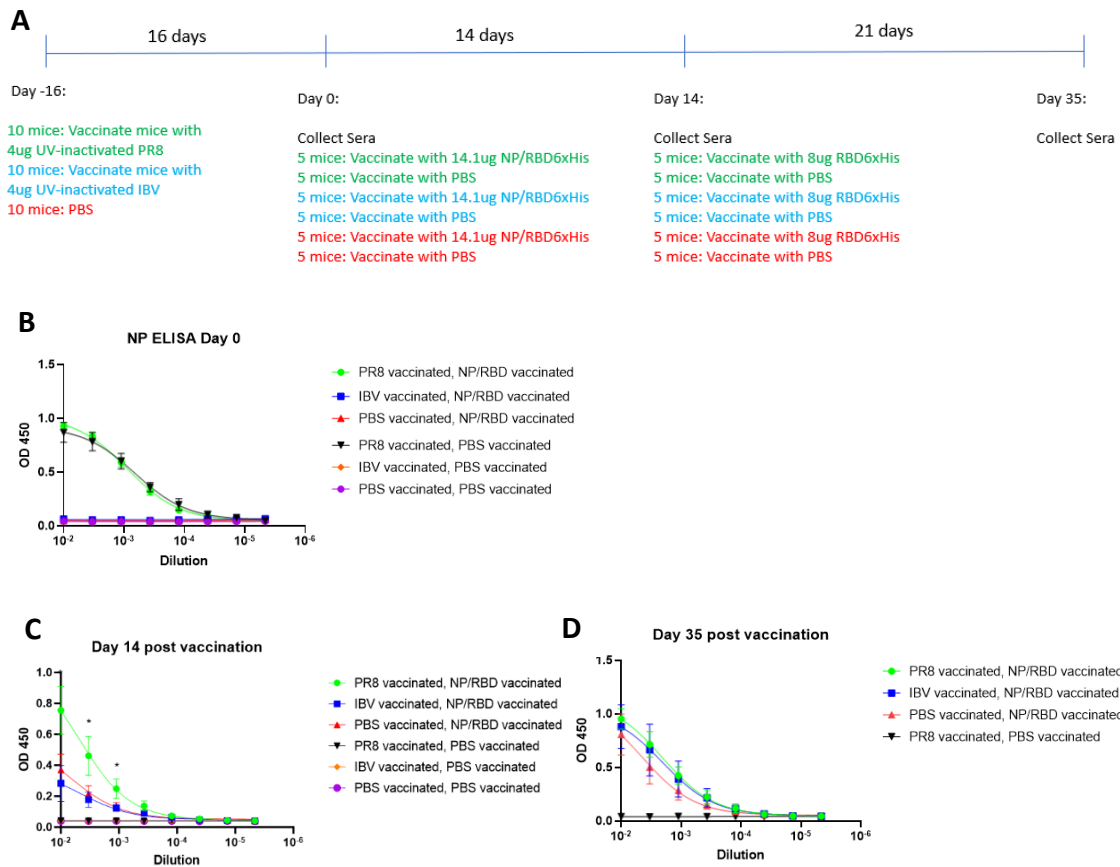 A
16 days
14 days
21 days
Day -16:
10 mice: Vaccinate mice with
4ug UV-inactivated PR8
10 mice: Vaccinate mice with
4ug UV-inactivated IBV
10 mice: PBS
Day 0:
Collect Sera
5 mice: Vaccinate with 14.1ug NP/RBD6xHis
5 mice: Vaccinate with PBS
5 mice: Vaccinate with 14.1ug NP/RBD6xHis
5 mice: Vaccinate with PBS
5 mice: Vaccinate with 14.1ug NP/RBD6xHis
5 mice: Vaccinate with PBS
Day 14:
Collect Sera
5 mice: Vaccinate with 8ug RBD6xHis
5 mice: Vaccinate with PBS
5 mice: Vaccinate with 8ug RBD6xHis
5 mice: Vaccinate with PBS
5 mice: Vaccinate with 8ug RBD6xHis
5 mice: Vaccinate with PBS
Day 35:
Collect Sera
B
NP ELISA Day 0
OD 450
1.5
1.0
0.5
0.0
10⁻² 10⁻³ 10⁻⁴ 10⁻⁵ 10⁻⁶
Dilution
PR8 vaccinated, NP/RBD vaccinated
IBV vaccinated, NP/RBD vaccinated
PBS vaccinated, NP/RBD vaccinated
PR8 vaccinated, PBS vaccinated
IBV vaccinated, PBS vaccinated
PBS vaccinated, PBS vaccinated
C
Day 14 post vaccination
OD 450
1.0
0.8
0.6
0.4
0.2
0.0
* *
10⁻² 10⁻³ 10⁻⁴ 10⁻⁵ 10⁻⁶
Dilution
PR8 vaccinated, NP/RBD vaccinated
IBV vaccinated, NP/RBD vaccinated
PBS vaccinated, NP/RBD vaccinated
PR8 vaccinated, PBS vaccinated
IBV vaccinated, PBS vaccinated
PBS vaccinated, PBS vaccinated
D
Day 35 post vaccination
OD 450
1.5
1.0
0.5
0.0
10⁻² 10⁻³ 10⁻⁴ 10⁻⁵ 10⁻⁶
Dilution
PR8 vaccinated, NP/RBD vaccinated
IBV vaccinated, NP/RBD vaccinated
PBS vaccinated, NP/RBD vaccinated
PR8 vaccinated, PBS vaccinated